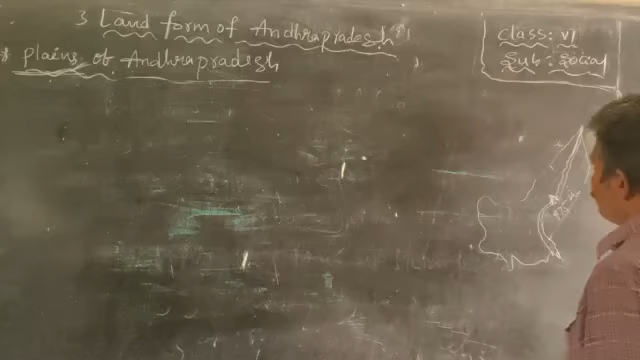 3 Land form of Andhrapradesh
* Plains of Andhrapradesh
Class: VI
Sub: Social